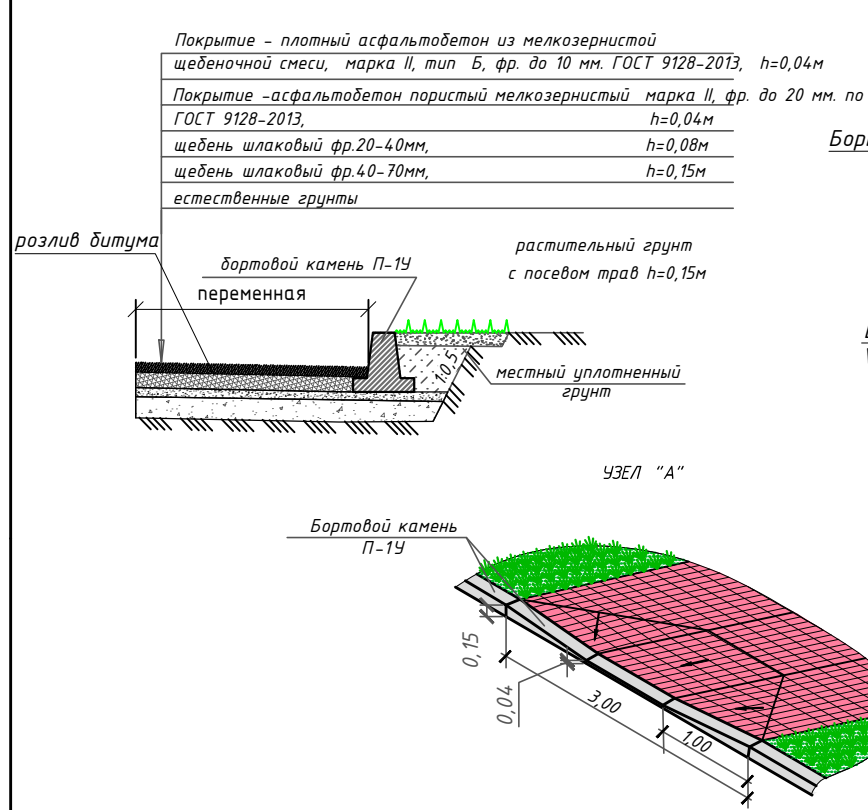 Покрытие - плотный асфальтобетон из мелкозернистой
щебеночной смеси, марка II, тип Б, фр. до 10 мм. ГОСТ 9128-2013, h=0,04м
Покрытие -асфальтобетон пористый мелкозернистый марка II, фр. до 20 мм. по
ГОСТ 9128-2013, h=0,04м
щебень шлаковый фр.20-40мм, h=0,08м
щебень шлаковый фр.40-70мм, h=0,15м
естественные грунты
розлив битума
бортовой камень П-1У
переменная
растительный грунт
с посевом трав h=0,15м
1:0,5
местный уплотненный
грунт
УЗЕЛ "А"
Бортовой камень
П-1У
0,15
0,04
3,00
1,00